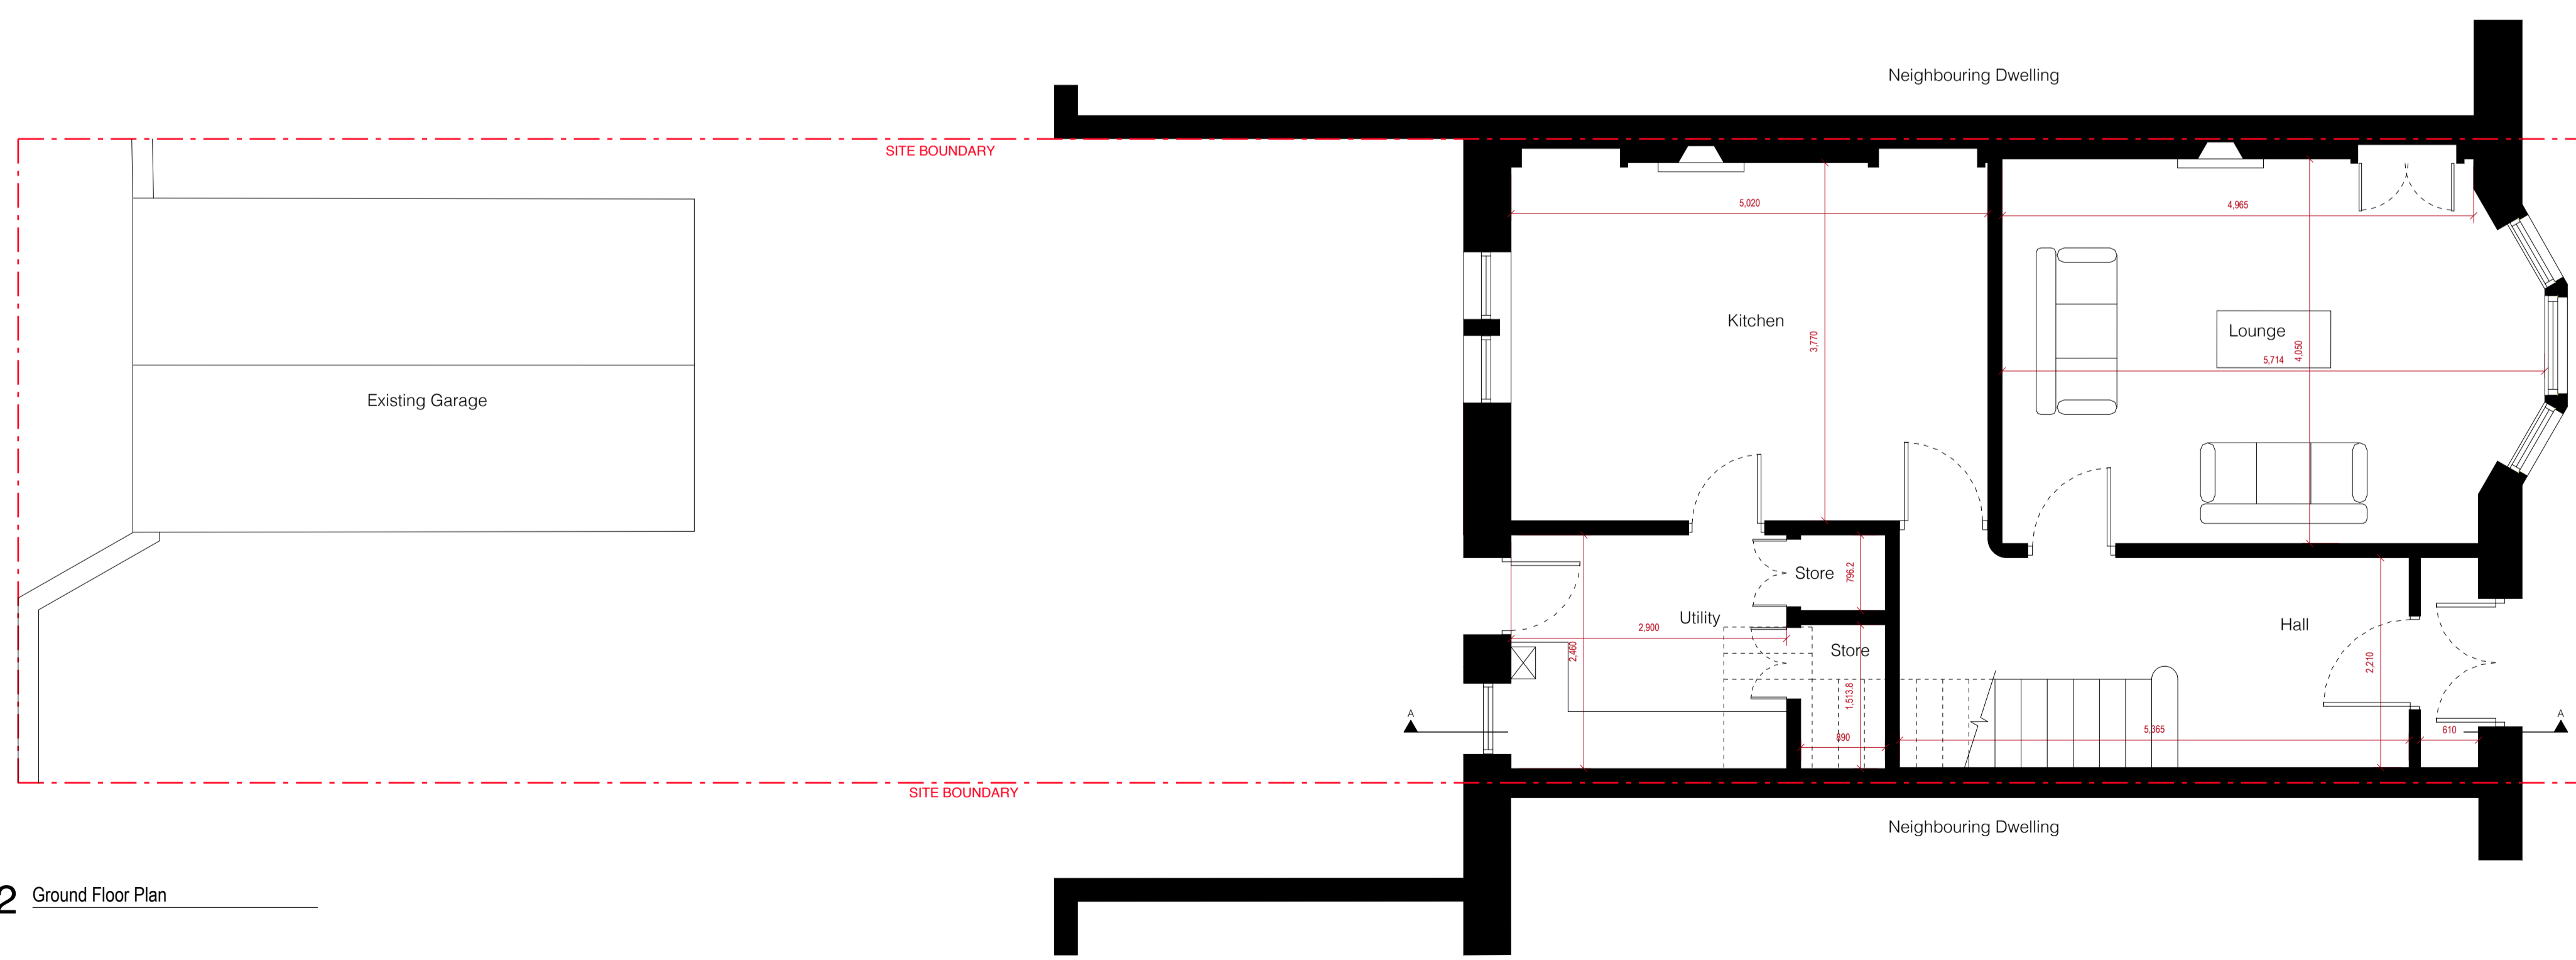 Neighbouring Dwelling
SITE BOUNDARY
5,020
4,965
Kitchen
3,770
Lounge
4,050
5,714
Existing Garage
Store
796.2
Utility
2,900
2,460
Store
1,513.8
890
Hall
2,210
5,365
610
A
A
SITE BOUNDARY
Neighbouring Dwelling
2 Ground Floor Plan